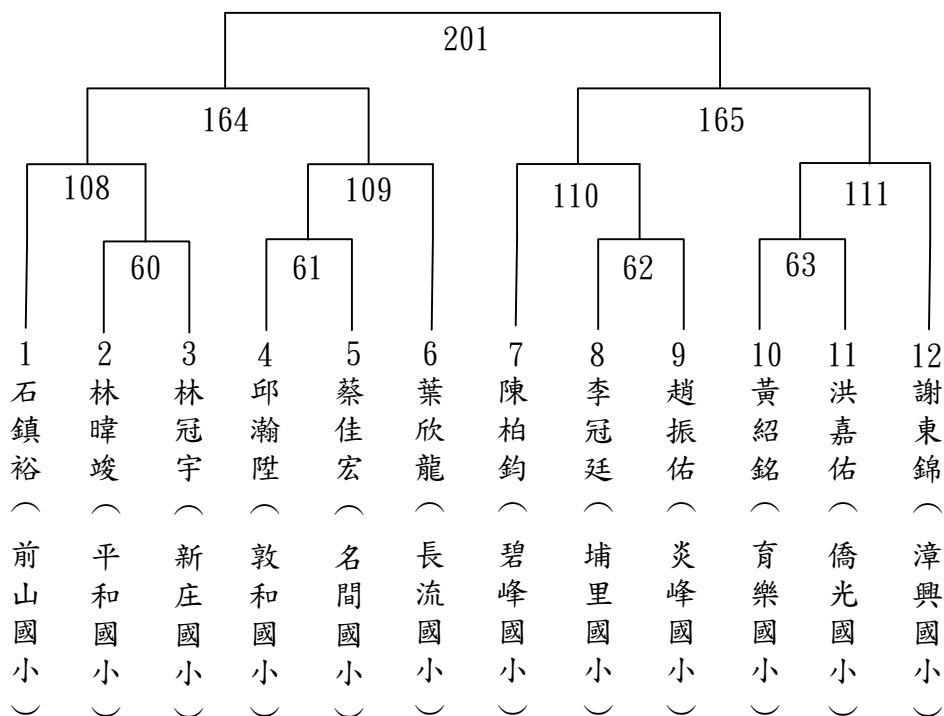 201
164 165
108 109 110 111
60 61 62 63
1 2 3 4 5 6 7 8 9 10 11 12
石鎮裕（前山國小）
林暐竣（平和國小）
林冠宇（新庄國小）
邱瀚陞（敦和國小）
蔡佳宏（名間國小）
葉欣龍（長流國小）
陳柏鈞（碧峰國小）
李冠廷（埔里國小）
趙振佑（炎峰國小）
黃紹銘（育樂國小）
洪嘉佑（僑光國小）
謝東錦（漳興國小）